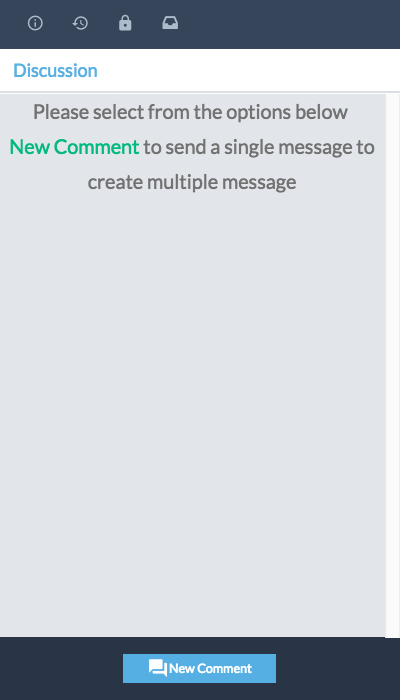 Discussion
Please select from the options below
New Comment to send a single message to
create multiple message
New Comment